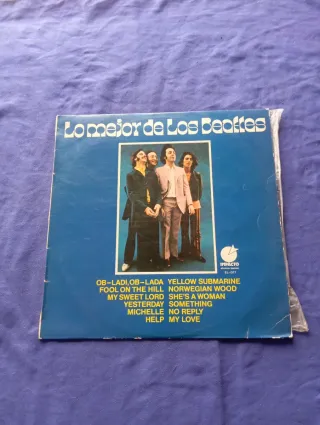 Lo mejor de Los Beatles
IMPACTO
OB-LADI, OB-LADA
FOOL ON THE HILL
MY SWEET LORD
YESTERDAY
MICHELLE
HELP
YELLOW SUBMARINE
NORWEGIAN WOOD
SHE'S A WOMAN
SOMETHING
NO REPLY
MY LOVE